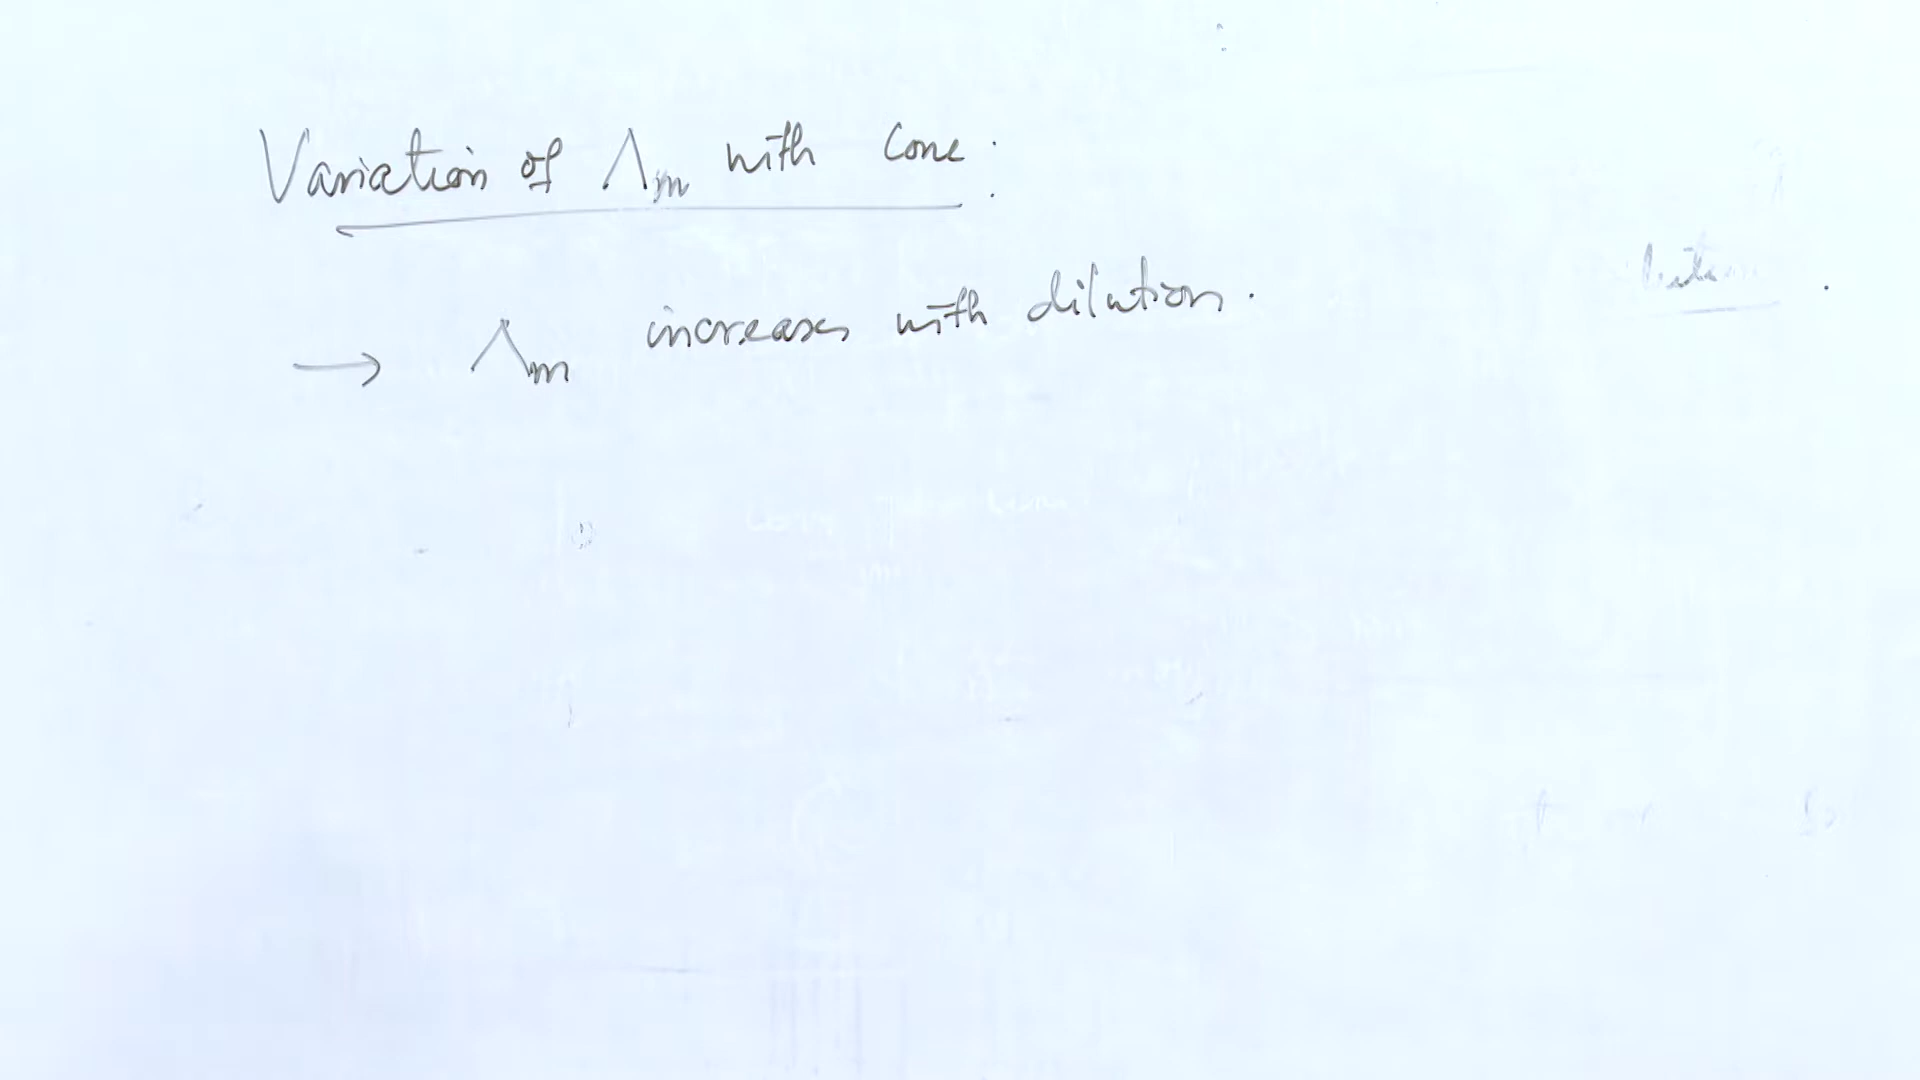 Variation of Λm with conc.
→ Λm increases with dilution.